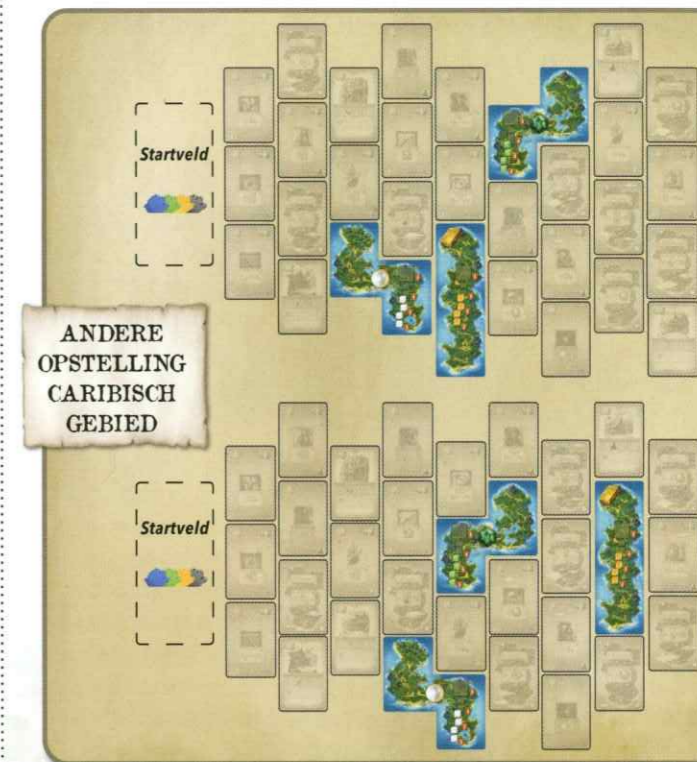 Startveld
ANDERE
OPSTELLING
CARIBISCH
GEBIED
Startveld